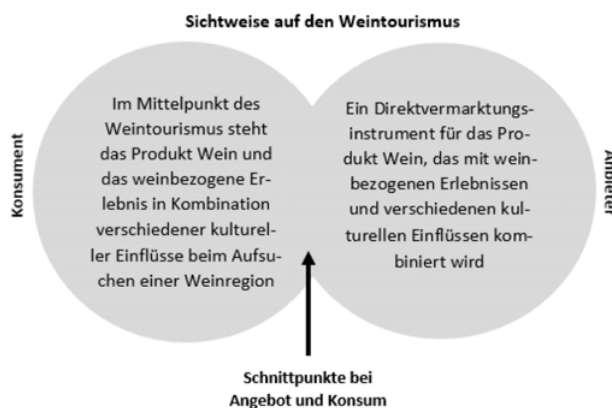 Sichtweise auf den Weintourismus
Konsument
Im Mittelpunkt des
Weintourismus steht
das Produkt Wein und
das weinbezogene Er-
lebnis in Kombination
verschiedener kulturel-
ler Einflüsse beim Aufsu-
chen einer Weinregion
Ein Direktvermarktungs-
instrument für das Pro-
dukt Wein, das mit wein-
bezogenen Erlebnissen
und verschiedenen kul-
turellen Einflüssen kom-
biniert wird
Anbieter
Schnittpunkte bei
Angebot und Konsum